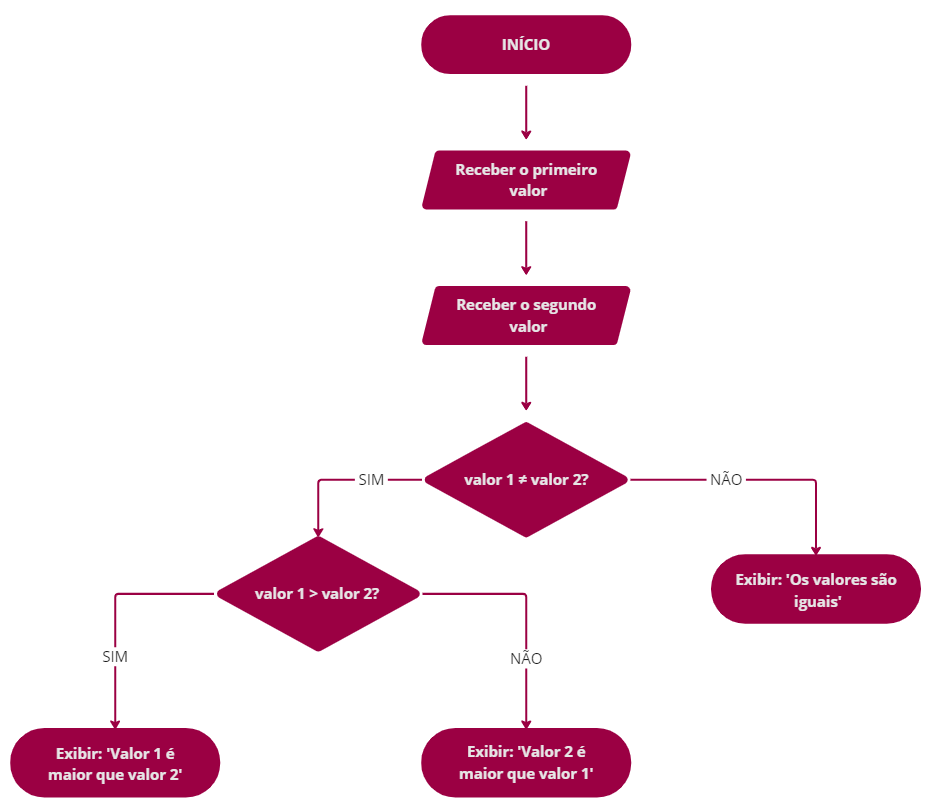 INÍCIO
Receber o primeiro
valor
Receber o segundo
valor
valor 1 ≠ valor 2?
SIM
NÃO
Exibir: 'Os valores são
iguais'
valor 1 > valor 2?
SIM
NÃO
Exibir: 'Valor 1 é
maior que valor 2'
Exibir: 'Valor 2 é
maior que valor 1'